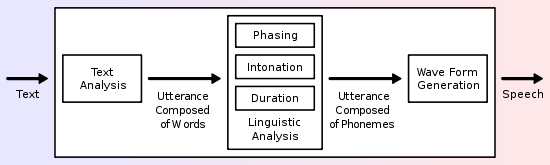 Text
Text
Analysis
Utterance
Composed
of Words
Phasing
Intonation
Duration
Linguistic
Analysis
Utterance
Composed
of Phonemes
Wave Form
Generation
Speech